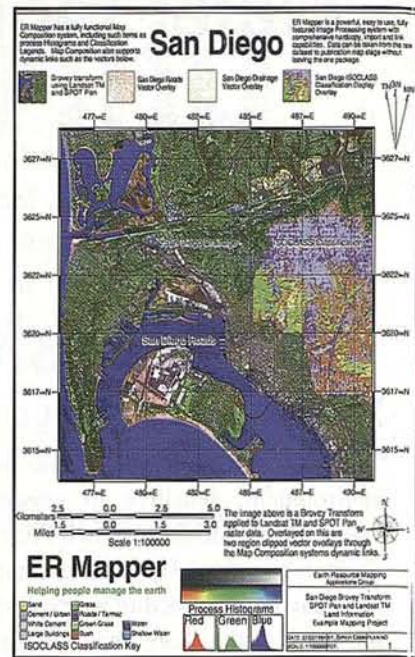 ER Mapper has a fully functional Map
Composition system, including such items as
process Histograms and Classification
Legends. Map Composition also supports
dynamic links such as the vectors below.
San Diego
ER Mapper is a powerful, easy to use, fully
featured Image Processing system with
comprehensive hardcopy, import and link
capabilities. Data can be taken from the raw
dataset to publication map stage without
leaving the one package.
Brovey transform
using Landsat TM
and SPOT Pan
San Diego Roads
Vector Overlay
San Diego Drainage
Vector Overlay
San Diego ISOCLASS
Classification Display
Overlay
477=E 480=E 482=E 485=E 487=E 490=E
3627=N
3625=N
3622=N
3620=N
3617=N
3615=N
San Diego Drainage
ISOCLASS Classification
San Diego Roads
477=E 480=E 482=E 485=E 487=E 490=E
2.5 0.0 2.5 5.0
Kilometers
1.5 0.0 1.5 3.0
Miles
Scale 1:100000
The image above is a Brovey Transform
applied to Landsat TM and SPOT Pan
raster data. Overlayed on this are
two region clipped vector overlays through
the Map Composition systems dynamic links.
N
ER Mapper
Helping people manage the earth
Sand
Cement / Urban
White Cement
Large Buildings
Grass
Roads / Tarmac
Green Grass
Bush
Water
Shallow Water
ISOCLASS Classification Key
Process Histograms
Red Green Blue
Earth Resource Mapping
Applications Group
San Diego Brovey Transform
SPOT Pan and Landsat TM
Land Information
Example Mapping Project
1